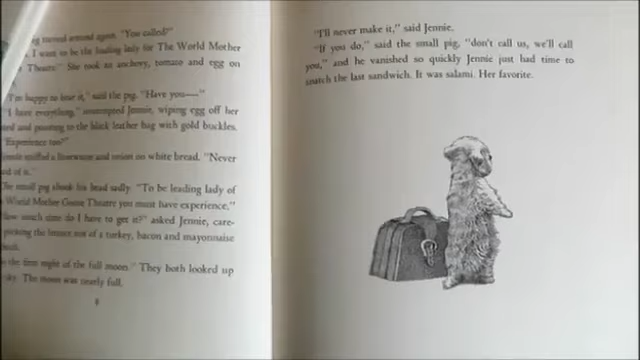 turned around again. "You called?"
I want to be the leading lady for The World Mother
Theatre." She took an anchovy, tomato and egg on
"I'm happy to hear it," said the pig. "Have you—"
"I have everything," interrupted Jennie, wiping egg off her
and pointing to the black leather bag with gold buckles.
"Experience too?"
Jennie sniffed a liverwurst and onion on white bread. "Never
of it."
The small pig shook his head sadly. "To be leading lady of
World Mother Goose Theatre you must have experience."
much time do I have to get it?" asked Jennie, care-
picking the bottom out of a turkey, bacon and mayonnaise
the first night of the full moon." They both looked up
The moon was nearly full.
8
"I'll never make it," said Jennie.
"If you do," said the small pig, "don't call us, we'll call
you," and he vanished so quickly Jennie just had time to
snatch the last sandwich. It was salami. Her favorite.